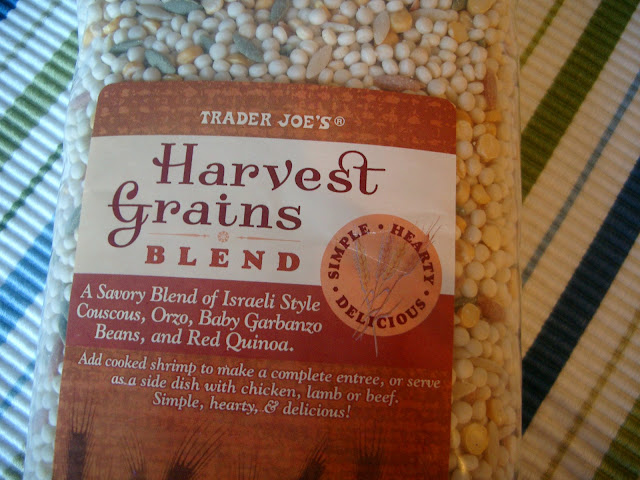 TRADER JOE'S®
Harvest
Grains
BLEND
SIMPLE • HEARTY • DELICIOUS •
A Savory Blend of Israeli Style
Couscous, Orzo, Baby Garbanzo
Beans, and Red Quinoa.
Add cooked shrimp to make a complete entree, or serve
as a side dish with chicken, lamb or beef.
Simple, hearty, & delicious!